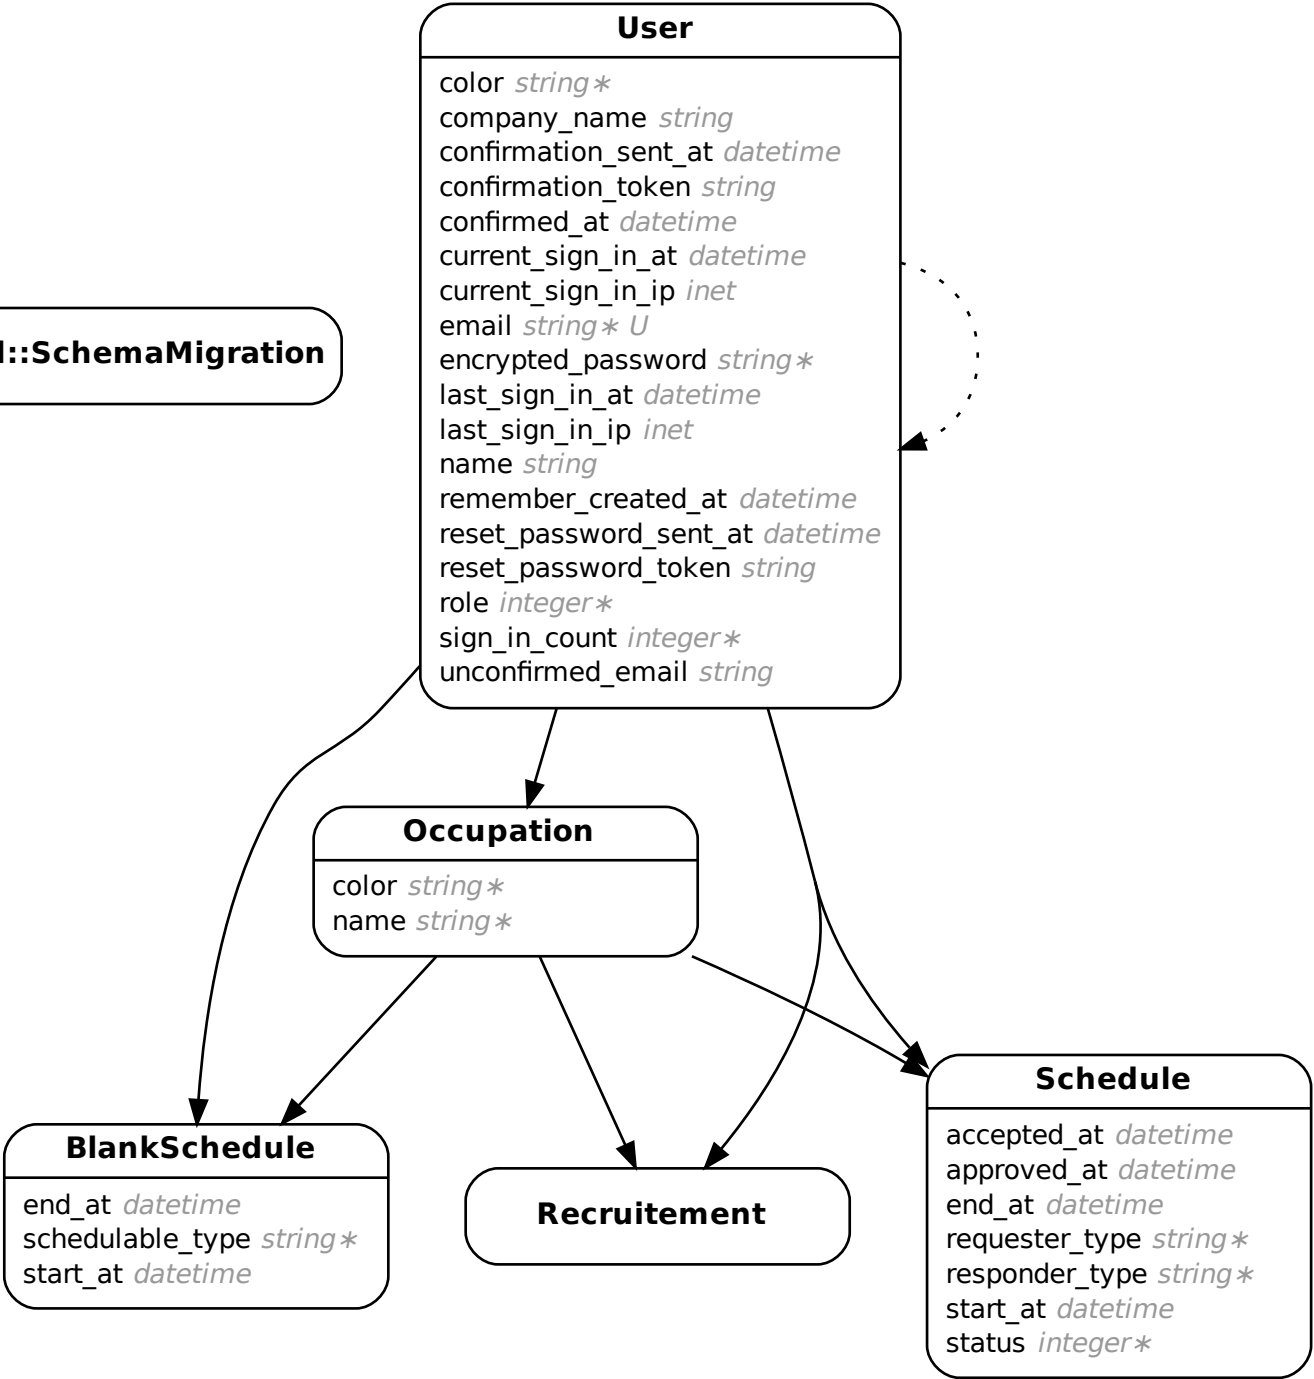 User
color string∗
company_name string
confirmation_sent_at datetime
confirmation_token string
confirmed_at datetime
current_sign_in_at datetime
current_sign_in_ip inet
email string∗ U
encrypted_password string∗
last_sign_in_at datetime
last_sign_in_ip inet
name string
remember_created_at datetime
reset_password_sent_at datetime
reset_password_token string
role integer∗
sign_in_count integer∗
unconfirmed_email string
::SchemaMigration
Occupation
color string∗
name string∗
BlankSchedule
end_at datetime
schedulable_type string∗
start_at datetime
Recruitement
Schedule
accepted_at datetime
approved_at datetime
end_at datetime
requester_type string∗
responder_type string∗
start_at datetime
status integer∗